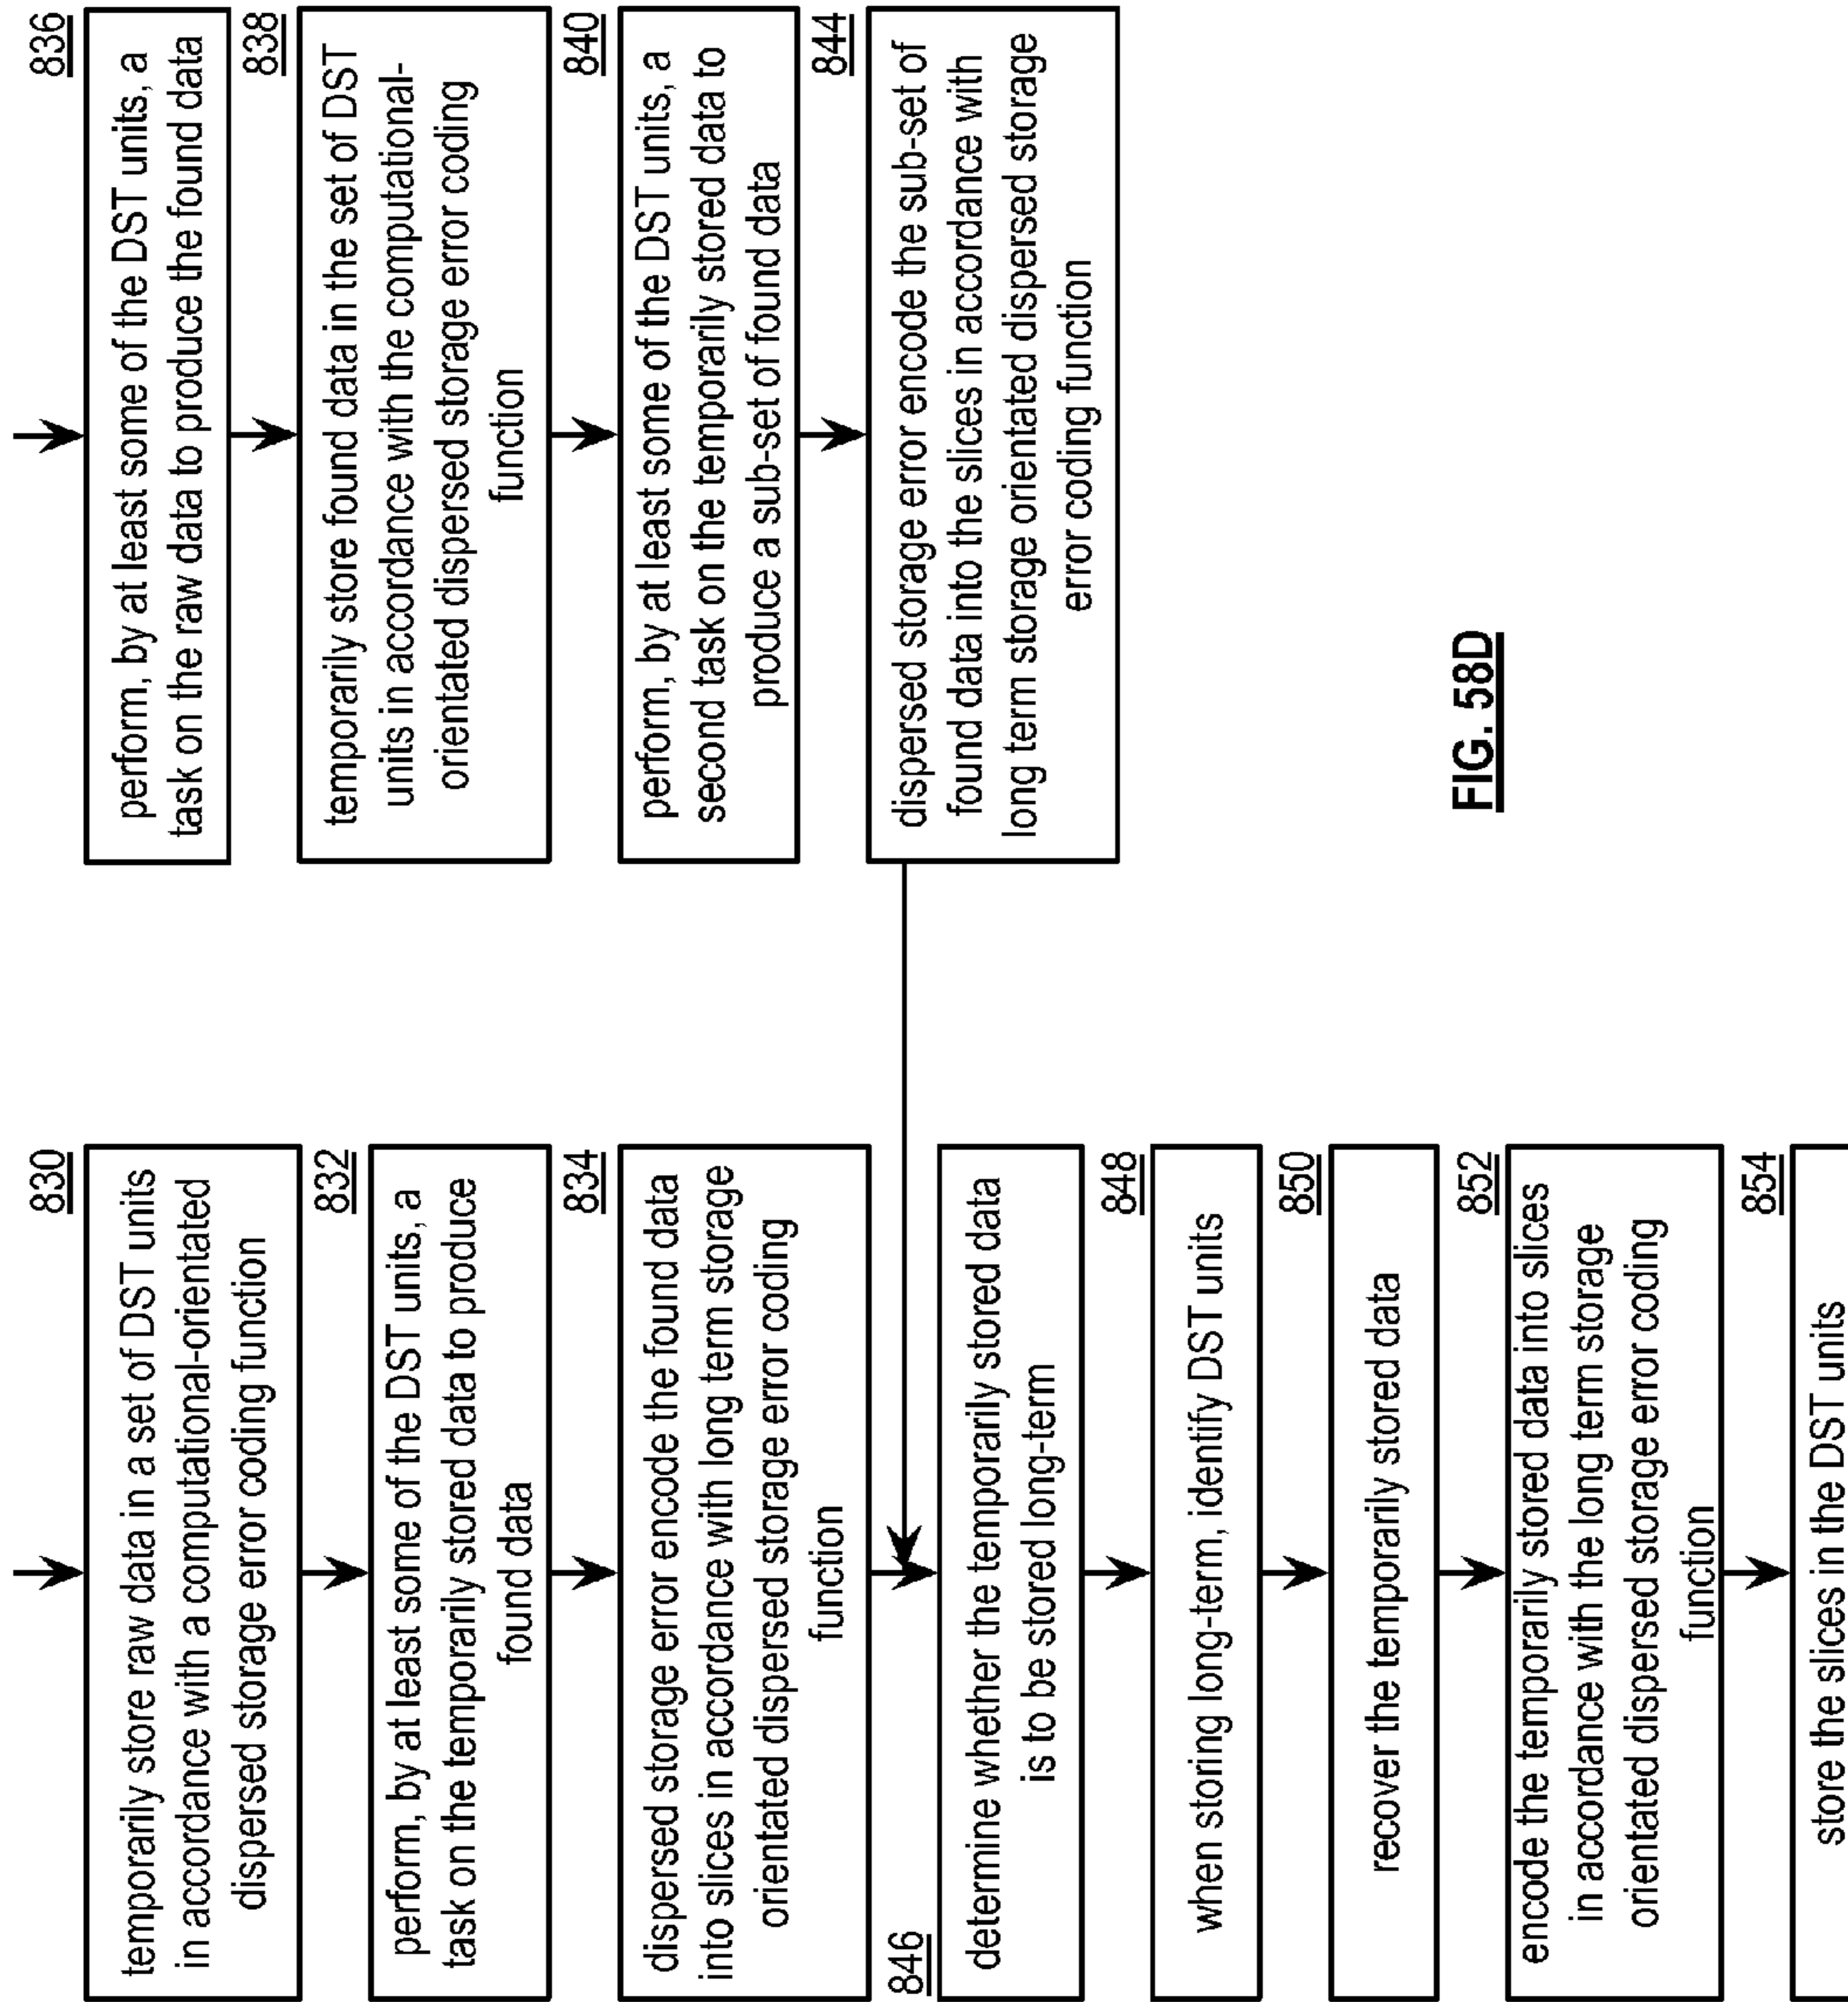 830
temporarily store raw data in a set of DST units
in accordance with a computational-orientated
dispersed storage error coding function
832
perform, by at least some of the DST units, a
task on the temporarily stored data to produce
found data
834
dispersed storage error encode the found data
into slices in accordance with long term storage
orientated dispersed storage error coding
function
846
determine whether the temporarily stored data
is to be stored long-term
848
when storing long-term, identify DST units
850
recover the temporarily stored data
852
encode the temporarily stored data into slices
in accordance with the long term storage
orientated dispersed storage error coding
function
854
store the slices in the DST units
836
perform, by at least some of the DST units, a
task on the raw data to produce the found data
838
temporarily store found data in the set of DST
units in accordance with the computational-
orientated dispersed storage error coding
function
840
perform, by at least some of the DST units, a
second task on the temporarily stored data to
produce a sub-set of found data
844
dispersed storage error encode the sub-set of
found data into the slices in accordance with
long term storage orientated dispersed storage
error coding function
FIG. 58D